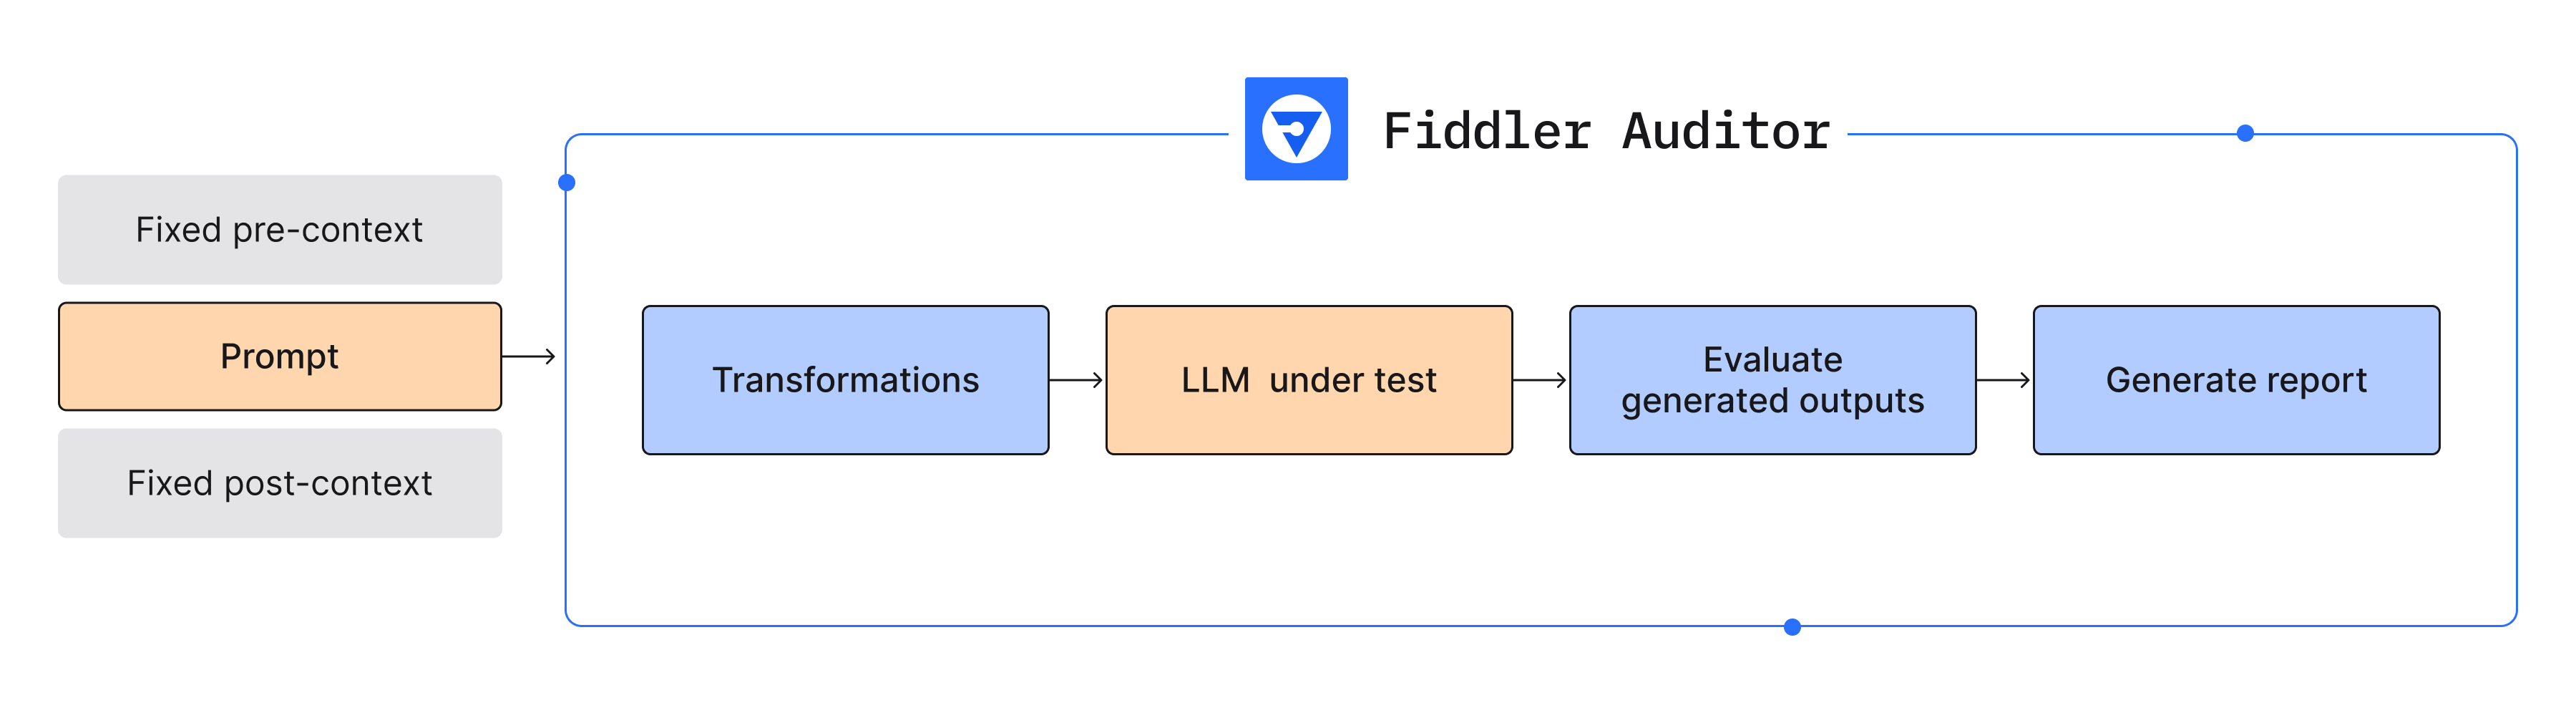 Fiddler Auditor
Fixed pre-context
Prompt
Fixed post-context
Transformations
LLM under test
Evaluate
generated outputs
Generate report